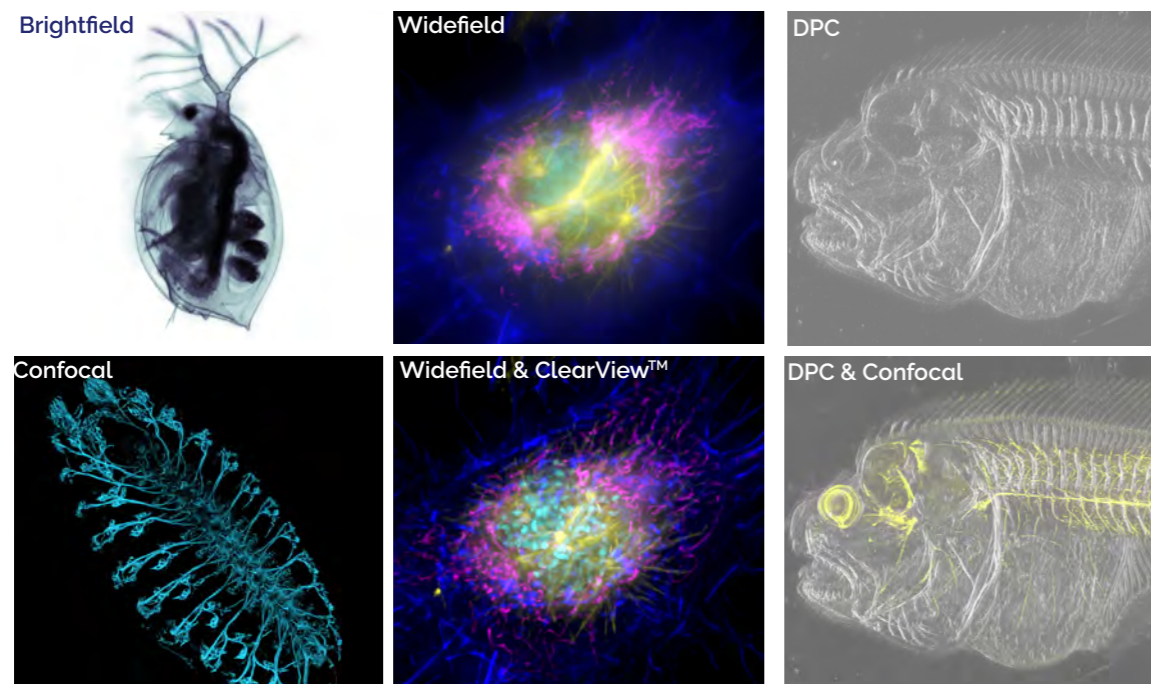 Brightfield
Widefield
DPC
Confocal
Widefield & ClearView™
DPC & Confocal